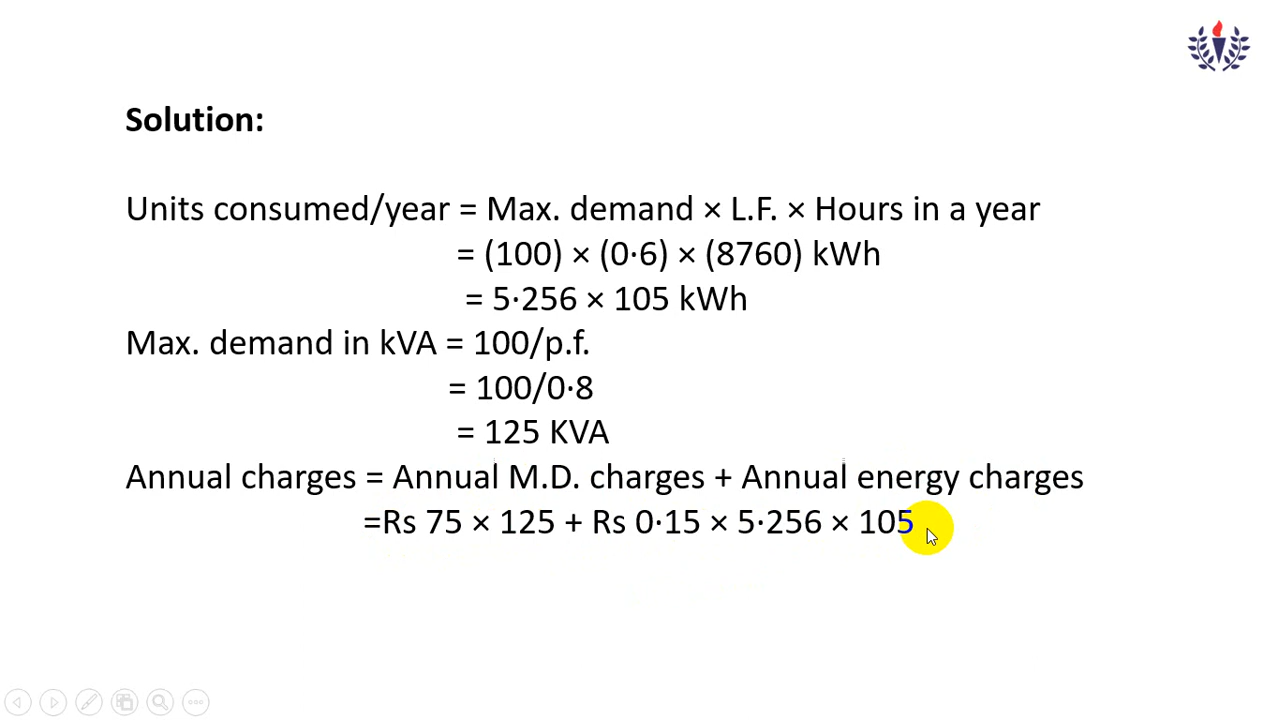 Solution:
Units consumed/year = Max. demand × L.F. × Hours in a year
= (100) × (0·6) × (8760) kWh
= 5·256 × 105 kWh
Max. demand in kVA = 100/p.f.
= 100/0·8
= 125 KVA
Annual charges = Annual M.D. charges + Annual energy charges
=Rs 75 × 125 + Rs 0·15 × 5·256 × 105